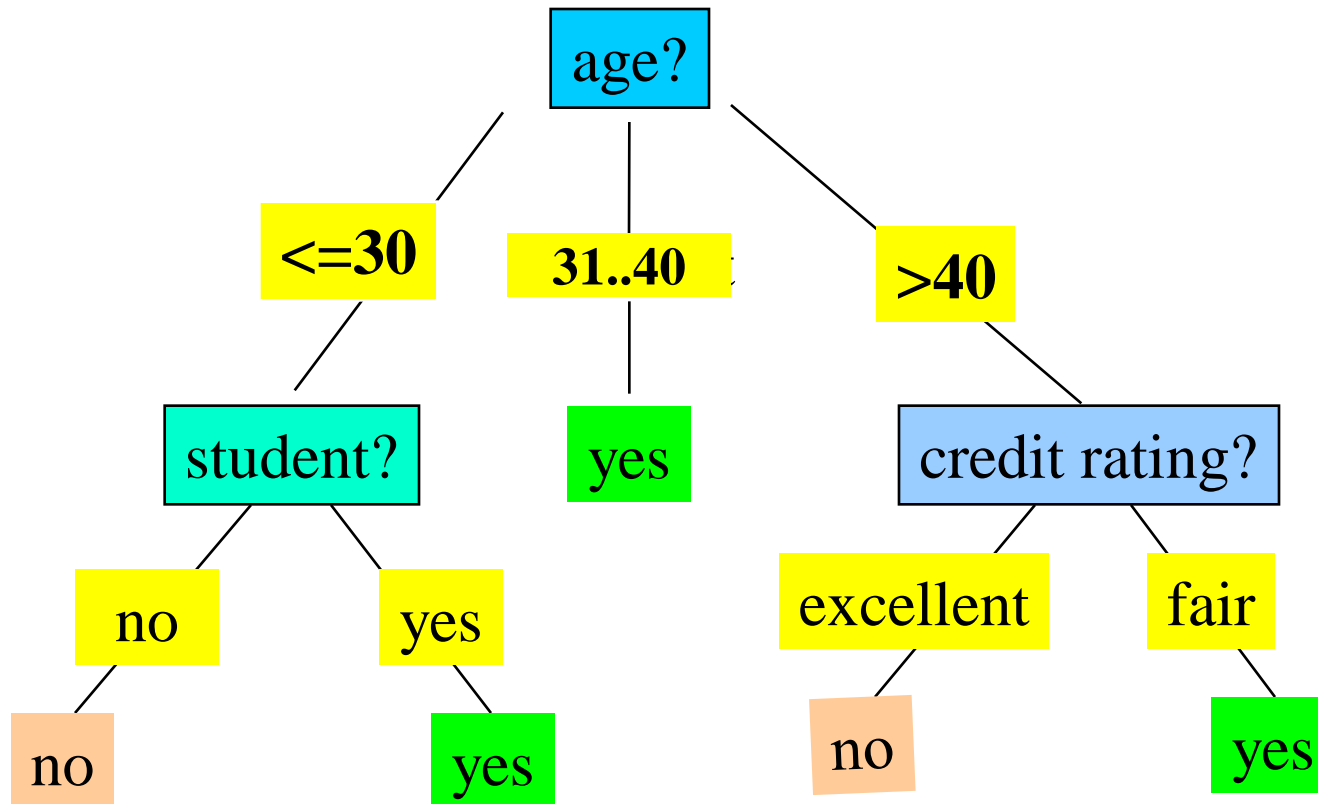 age?
<=30
31..40
>40
student?
yes
credit rating?
no
yes
excellent
fair
no
yes
no
yes